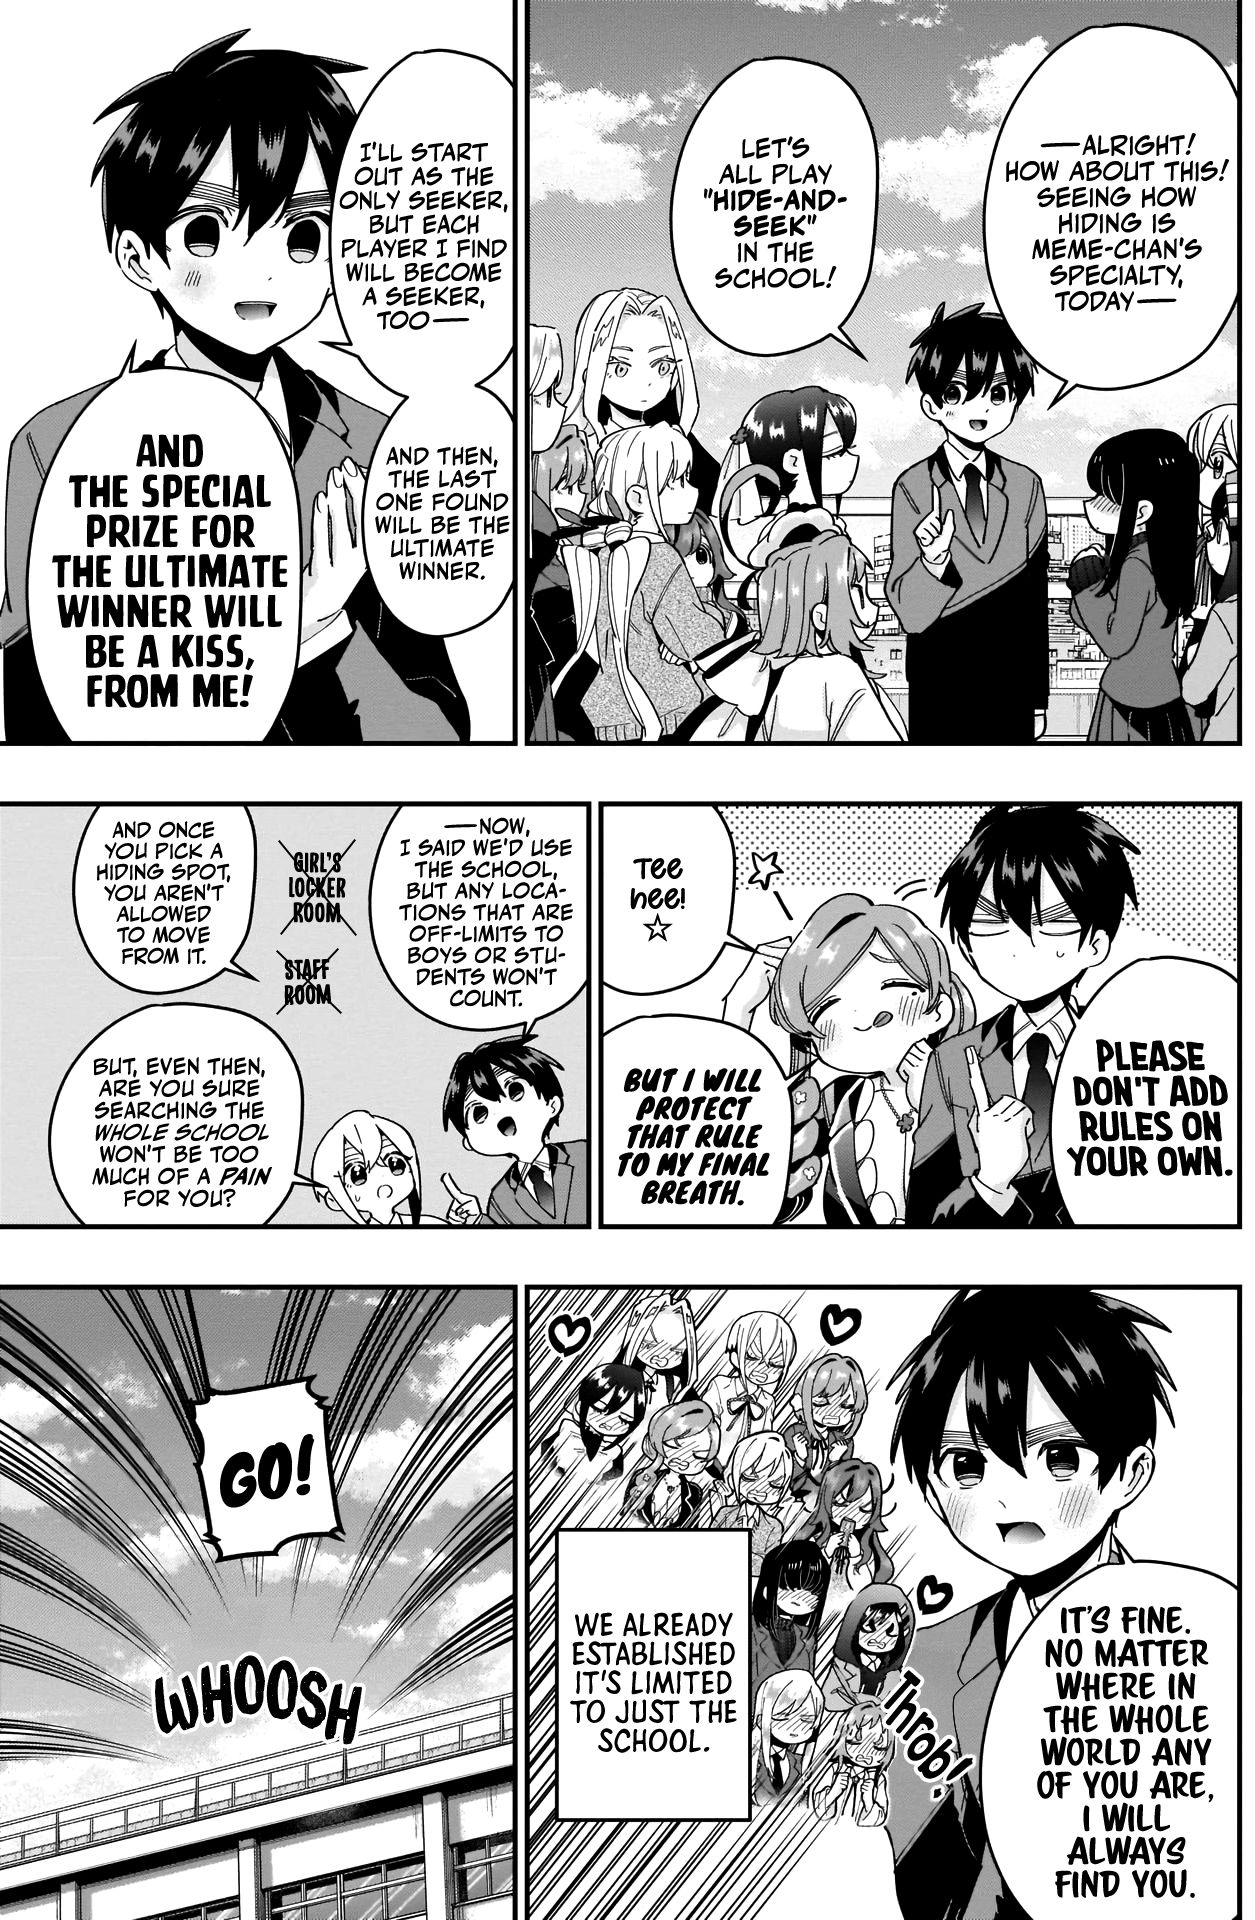 —ALRIGHT!
HOW ABOUT THIS!
SEEING HOW
HIDING IS
MEME-CHAN'S
SPECIALTY,
TODAY—
LET'S
ALL PLAY
"HIDE-AND-
SEEK"
IN THE
SCHOOL!
I'LL START
OUT AS THE
ONLY SEEKER,
BUT EACH
PLAYER I FIND
WILL BECOME
A SEEKER,
TOO—
AND THEN,
THE LAST
ONE FOUND
WILL BE THE
ULTIMATE
WINNER.
AND
THE SPECIAL
PRIZE FOR
THE ULTIMATE
WINNER WILL
BE A KISS,
FROM ME!
PLEASE
DON'T ADD
RULES ON
YOUR OWN.
Tee
hee!
☆
BUT I WILL
PROTECT
THAT RULE
TO MY FINAL
BREATH.
—NOW,
I SAID WE'D USE
THE SCHOOL,
BUT ANY LOCA-
TIONS THAT ARE
OFF-LIMITS TO
BOYS OR STU-
DENTS WON'T
COUNT.
GIRL'S
LOCKER
ROOM
STAFF
ROOM
AND ONCE
YOU PICK A
HIDING SPOT,
YOU AREN'T
ALLOWED
TO MOVE
FROM IT.
BUT, EVEN THEN,
ARE YOU SURE
SEARCHING THE
WHOLE SCHOOL
WON'T BE TOO
MUCH OF A PAIN
FOR YOU?
IT'S FINE.
NO MATTER
WHERE IN
THE WHOLE
WORLD ANY
OF YOU ARE,
I WILL
ALWAYS
FIND YOU.
Throb!
WE ALREADY
ESTABLISHED
IT'S LIMITED
TO JUST THE
SCHOOL.
GO!
WHOOSH